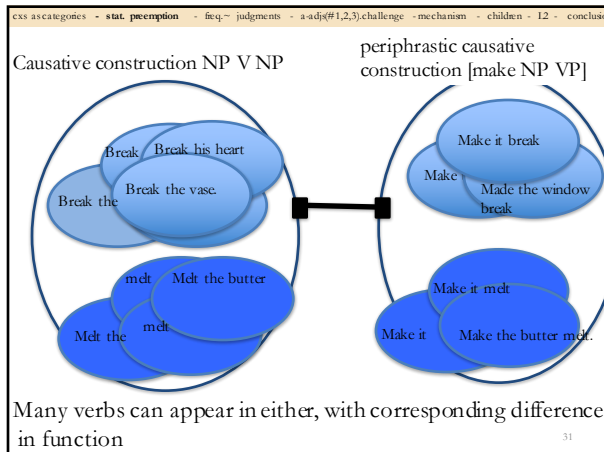 cxs as categories - stat. preemption - freq.~ judgments - a-adjs(#1,2,3).challenge - mechanism - children - L2 - conclusio
Causative construction NP V NP
periphrastic causative
construction [make NP VP]
Break
Break his heart
Break the
Break the vase.
Make it break
Make
Made the window
break
melt
Melt the butter
melt
Melt the
Make it melt
Make it
Make the butter melt.
Many verbs can appear in either, with corresponding difference
in function
31